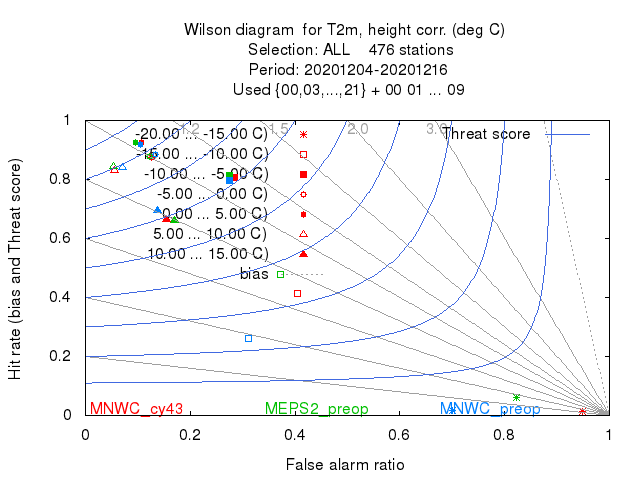 Wilson diagram  for T2m, height corr. (deg C)
Selection: ALL    476 stations
Period: 20201204-20201216
Used {00,03,...,21} + 00 01 ... 09
1
-20.00 ... -15.00 C)
1.2
1.5
2.0
3.0
Threat score
-15.00 ... -10.00 C)
0.8
-10.00 ...  -5.00 C)
-5.00 ...   0.00 C)
0.6
0.00 ...   5.00 C)
5.00 ...  10.00 C)
10.00 ...  15.00 C)
bias
0.4
0.2
0
MNWC_cy43
MEPS2_preop
MNWC_preop
0
0.2
0.4
0.6
0.8
1
False alarm ratio
Hit rate (bias and Threat score)